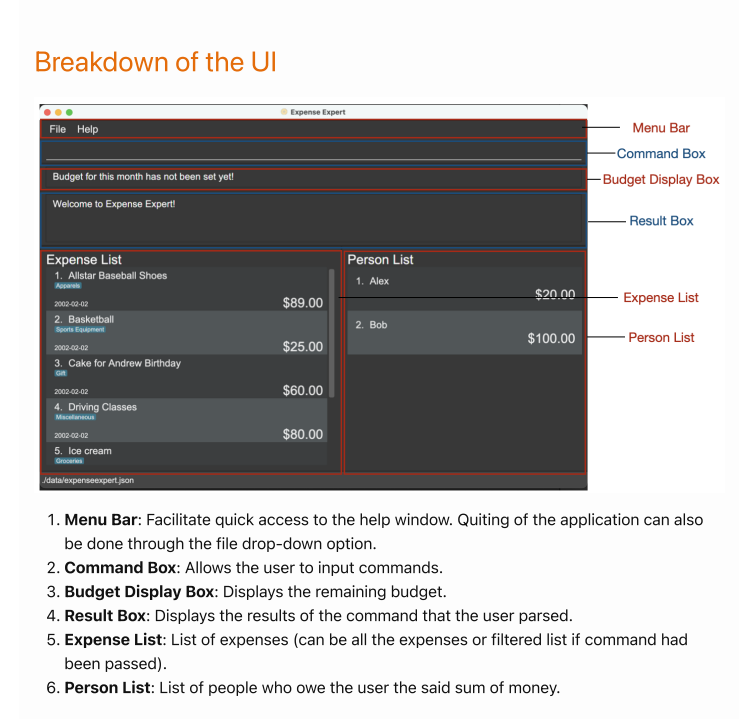 Breakdown of the UI
Expense Expert
File Help
Menu Bar
Command Box
Budget for this month has not been set yet!
Budget Display Box
Welcome to Expense Expert!
Result Box
Expense List
1. Allstar Baseball Shoes
Apparels
2002-02-02
$89.00
2. Basketball
Sports Equipment
2002-02-02
$25.00
3. Cake for Andrew Birthday
Gift
2002-02-02
$60.00
4. Driving Classes
Miscellaneous
2002-02-02
$80.00
5. Ice cream
Groceries
Person List
1. Alex
$20.00
2. Bob
$100.00
Expense List
Person List
./data/expenseexpert.json
1. Menu Bar: Facilitate quick access to the help window. Quiting of the application can also
be done through the file drop-down option.
2. Command Box: Allows the user to input commands.
3. Budget Display Box: Displays the remaining budget.
4. Result Box: Displays the results of the command that the user parsed.
5. Expense List: List of expenses (can be all the expenses or filtered list if command had
been passed).
6. Person List: List of people who owe the user the said sum of money.